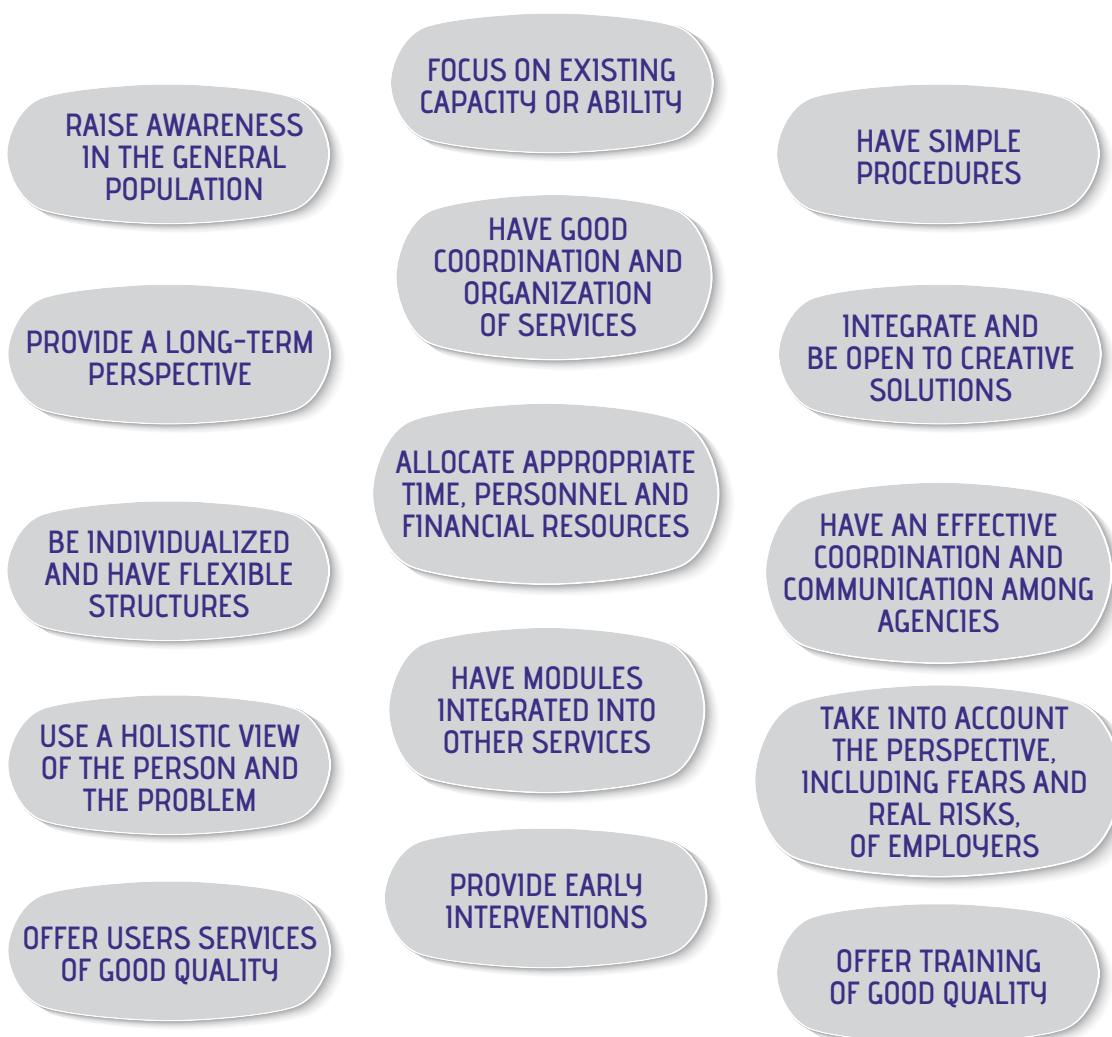 RAISE AWARENESS
IN THE GENERAL
POPULATION
PROVIDE A LONG-TERM
PERSPECTIVE
BE INDIVIDUALIZED
AND HAVE FLEXIBLE
STRUCTURES
USE A HOLISTIC VIEW
OF THE PERSON AND
THE PROBLEM
OFFER USERS SERVICES
OF GOOD QUALITY
FOCUS ON EXISTING
CAPACITY OR ABILITY
HAVE GOOD
COORDINATION AND
ORGANIZATION
OF SERVICES
ALLOCATE APPROPRIATE
TIME, PERSONNEL AND
FINANCIAL RESOURCES
HAVE MODULES
INTEGRATED INTO
OTHER SERVICES
PROVIDE EARLY
INTERVENTIONS
HAVE SIMPLE
PROCEDURES
INTEGRATE AND
BE OPEN TO CREATIVE
SOLUTIONS
HAVE AN EFFECTIVE
COORDINATION AND
COMMUNICATION AMONG
AGENCIES
TAKE INTO ACCOUNT
THE PERSPECTIVE,
INCLUDING FEARS AND
REAL RISKS,
OF EMPLOYERS
OFFER TRAINING
OF GOOD QUALITY